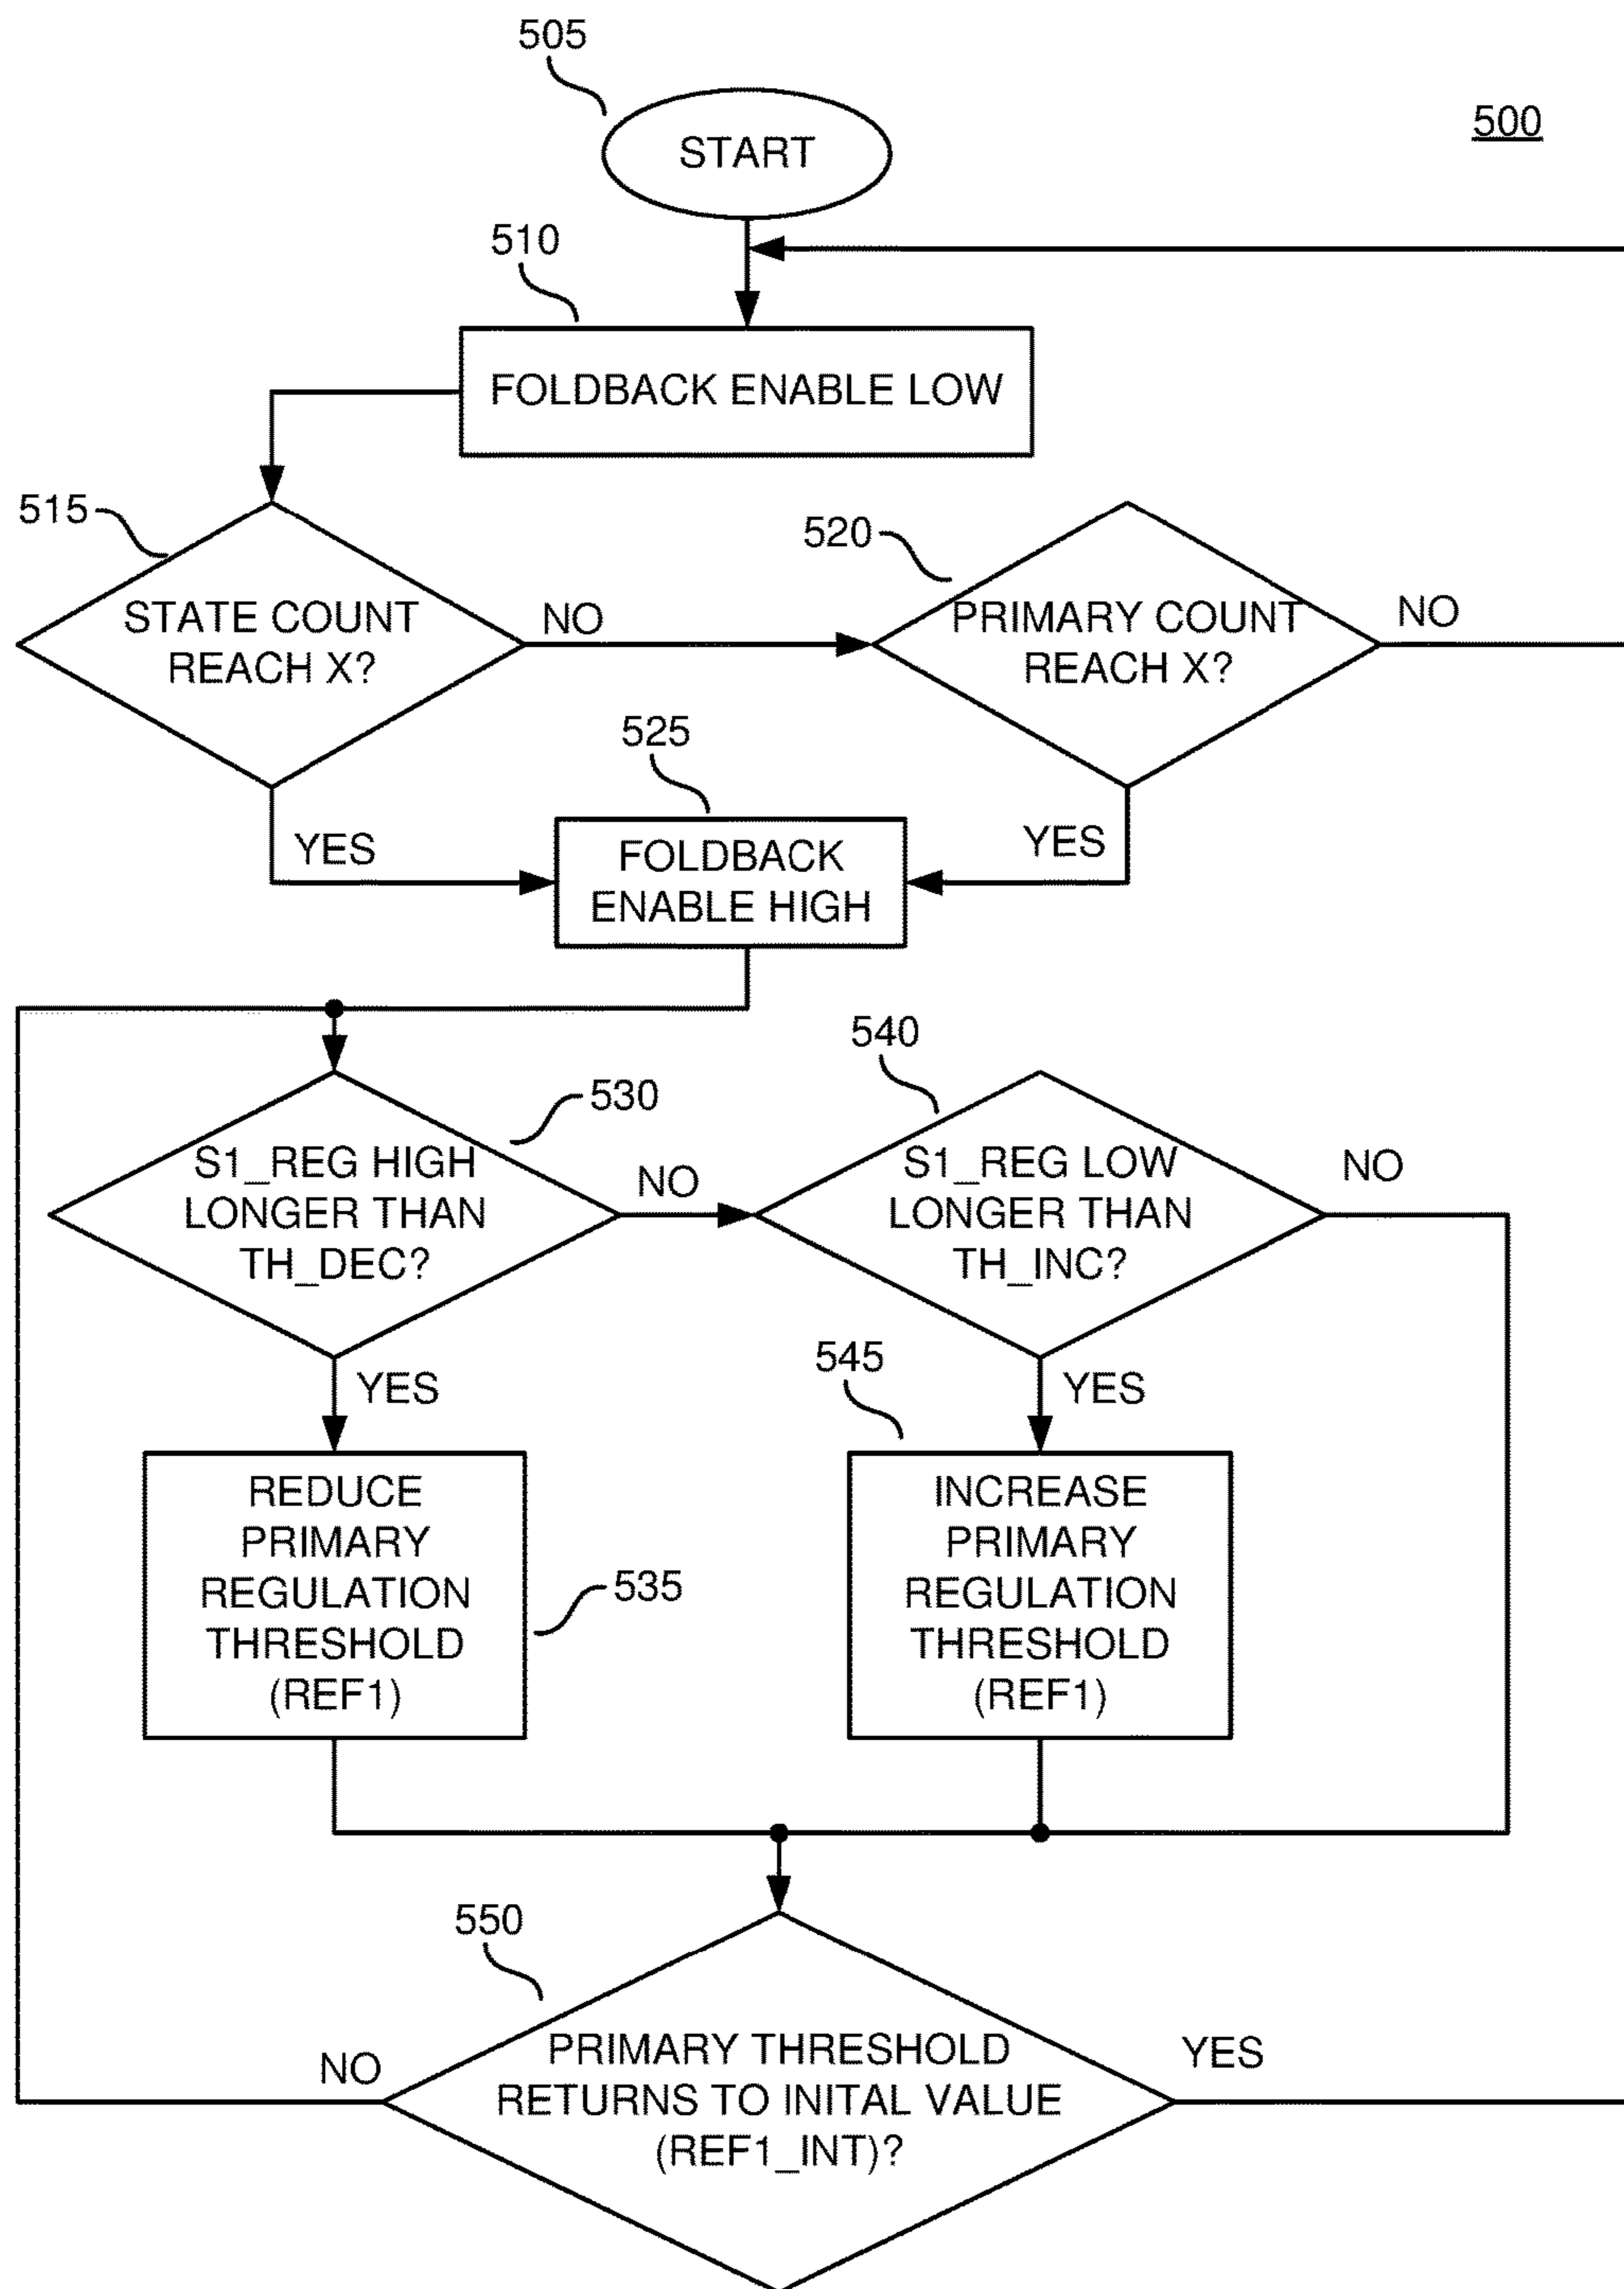 505
START
500
510
FOLDBACK ENABLE LOW
515
STATE COUNT
REACH X?
NO
520
PRIMARY COUNT
REACH X?
NO
YES
525
FOLDBACK
ENABLE HIGH
YES
530
S1_REG HIGH
LONGER THAN
TH_DEC?
NO
540
S1_REG LOW
LONGER THAN
TH_INC?
NO
YES
535
REDUCE
PRIMARY
REGULATION
THRESHOLD
(REF1)
YES
545
INCREASE
PRIMARY
REGULATION
THRESHOLD
(REF1)
550
NO
PRIMARY THRESHOLD
RETURNS TO INITAL VALUE
(REF1_INT)?
YES